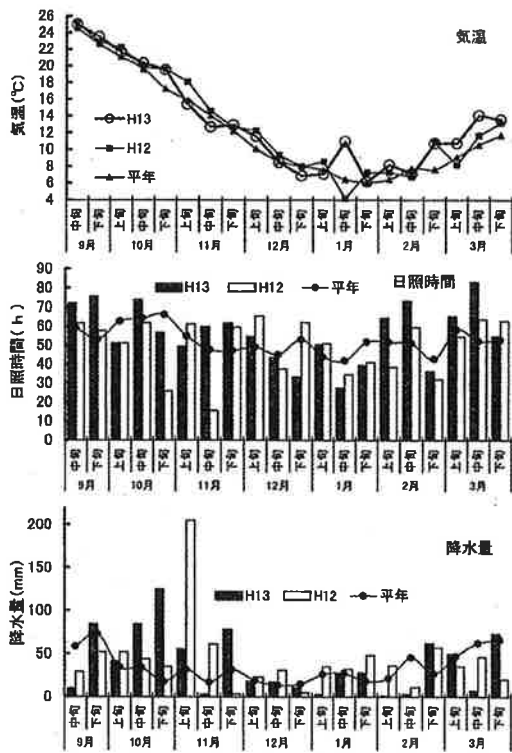 気温
気温(℃)
26
24
22
20
18
16
14
12
10
8
6
4
H13
H12
平年
中旬 下旬 上旬 中旬 下旬 上旬 中旬 下旬 上旬 中旬 下旬 上旬 中旬 下旬 上旬 中旬 下旬 上旬 中旬 下旬
9月 10月 11月 12月 1月 2月 3月
日照時間
H13 H12 平年
日照時間(h)
90
80
70
60
50
40
30
20
10
0
中旬 下旬 上旬 中旬 下旬 上旬 中旬 下旬 上旬 中旬 下旬 上旬 中旬 下旬 上旬 中旬 下旬 上旬 中旬 下旬
9月 10月 11月 12月 1月 2月 3月
降水量
H13 H12 平年
降水量(mm)
200
150
100
50
0
中旬 下旬 上旬 中旬 下旬 上旬 中旬 下旬 上旬 中旬 下旬 上旬 中旬 下旬 上旬 中旬 下旬 上旬 中旬 下旬
9月 10月 11月 12月 1月 2月 3月